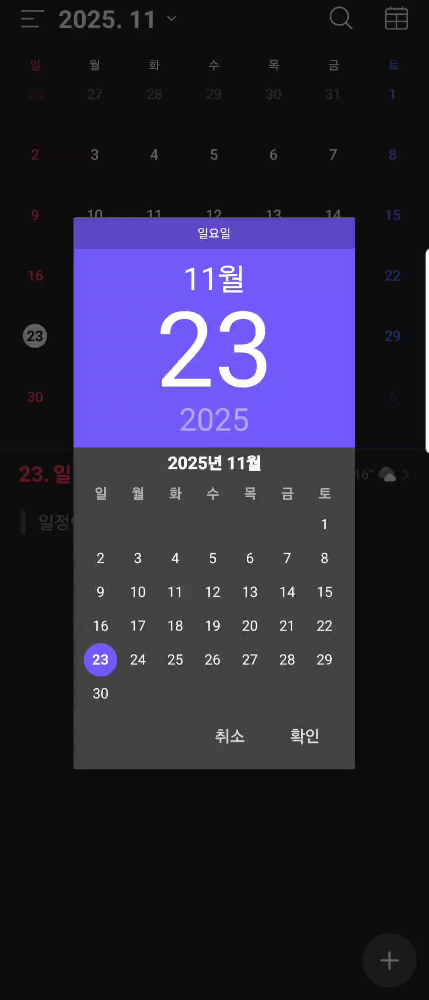 2025. 11
일 월 화 수 목 금 토
26 27 28 29 30 31 1
2 3 4 5 6 7 8
9 10 11 12 13 14 15
일요일
11월
16 22
23
23 29
30 6
2025
2025년 11월
23. 일 16°
일 월 화 수 목 금 토
일정
1
2 3 4 5 6 7 8
9 10 11 12 13 14 15
16 17 18 19 20 21 22
23 24 25 26 27 28 29
30
취소 확인